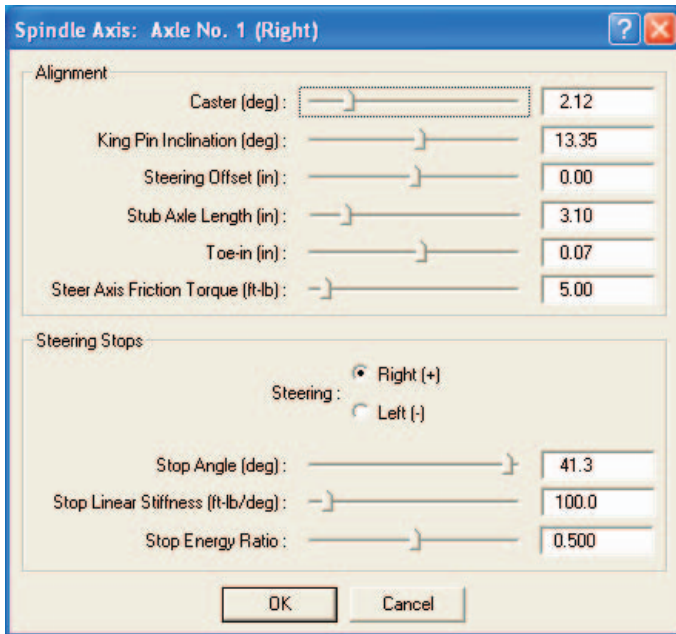 Spindle Axis: Axle No. 1 (Right)
?
Alignment
Caster (deg) : 2.12
King Pin Inclination (deg) : 13.35
Steering Offset (in) : 0.00
Stub Axle Length (in) : 3.10
Toe-in (in) : 0.07
Steer Axis Friction Torque (ft-lb) : 5.00
Steering Stops
Right (+)
Steering :
Left (-)
Stop Angle (deg) : 41.3
Stop Linear Stiffness (ft-lb/deg) : 100.0
Stop Energy Ratio : 0.500
OK Cancel